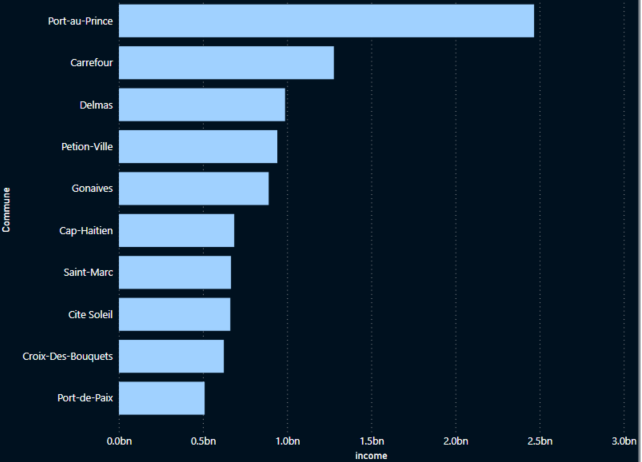 Commune
Port-au-Prince
Carrefour
Delmas
Petion-Ville
Gonaives
Cap-Haitien
Saint-Marc
Cite Soleil
Croix-Des-Bouquets
Port-de-Paix
0.0bn 0.5bn 1.0bn 1.5bn 2.0bn 2.5bn 3.0bn
income